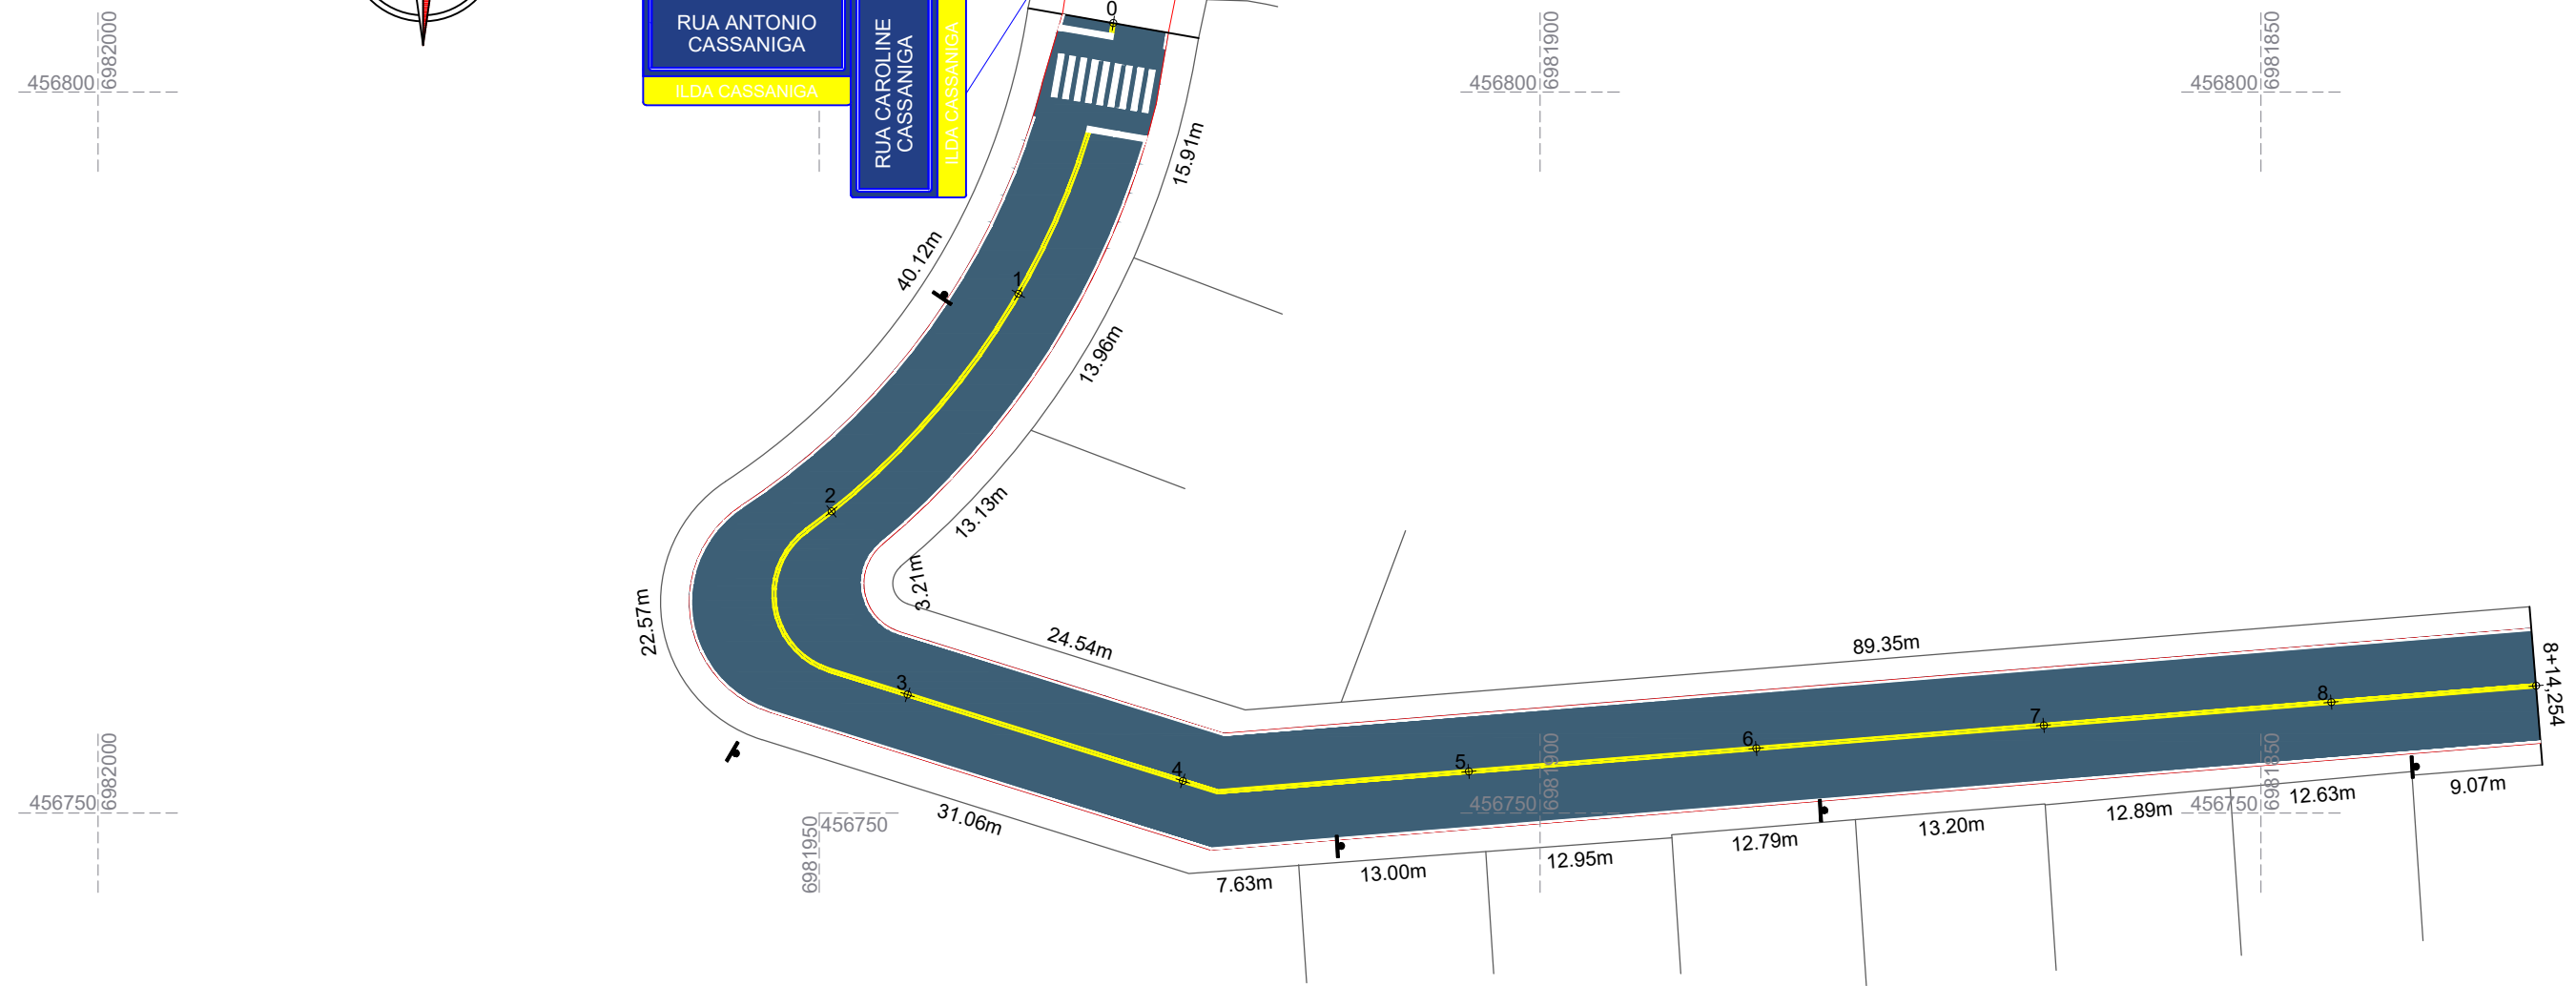 0
RUA ANTONIO
CASSANIGA
ILDA CASSANIGA
RUA CAROLINE
CASSANIGA
ILDA CASSANIGA
456800
6982000
456800
6981900
456800
6981850
15.91m
40.12m
1
13.96m
2
13.13m
3.21m
22.57m
24.54m
89.35m
3
4
5
6
7
8
8+14,254
456750
6982000
31.06m
6981950
456750
456750
6981900
456750
6981850
7.63m
13.00m
12.95m
12.79m
13.20m
12.89m
12.63m
9.07m